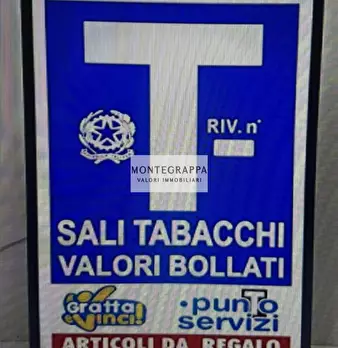 T
RIV. n°
MONTEGRAPPA
VALORI IMMOBILIARI
SALI TABACCHI
VALORI BOLLATI
Gratta
e Vinci!
•punTo
servizi
ARTICOLI DA REGALO